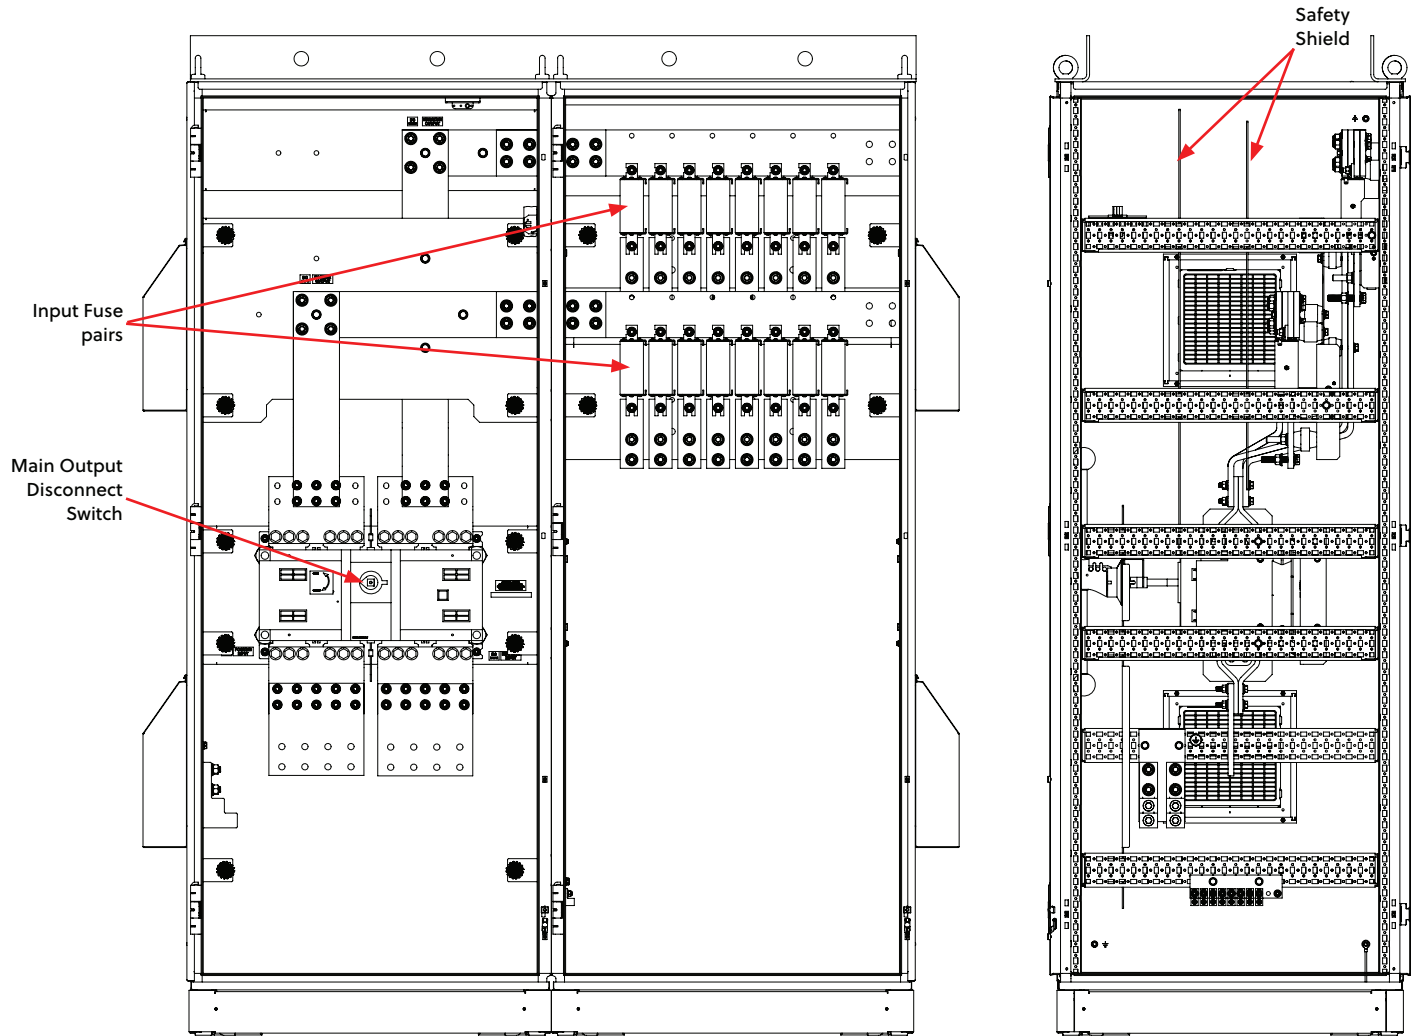 Safety
Shield
Input Fuse
pairs
Main Output
Disconnect
Switch